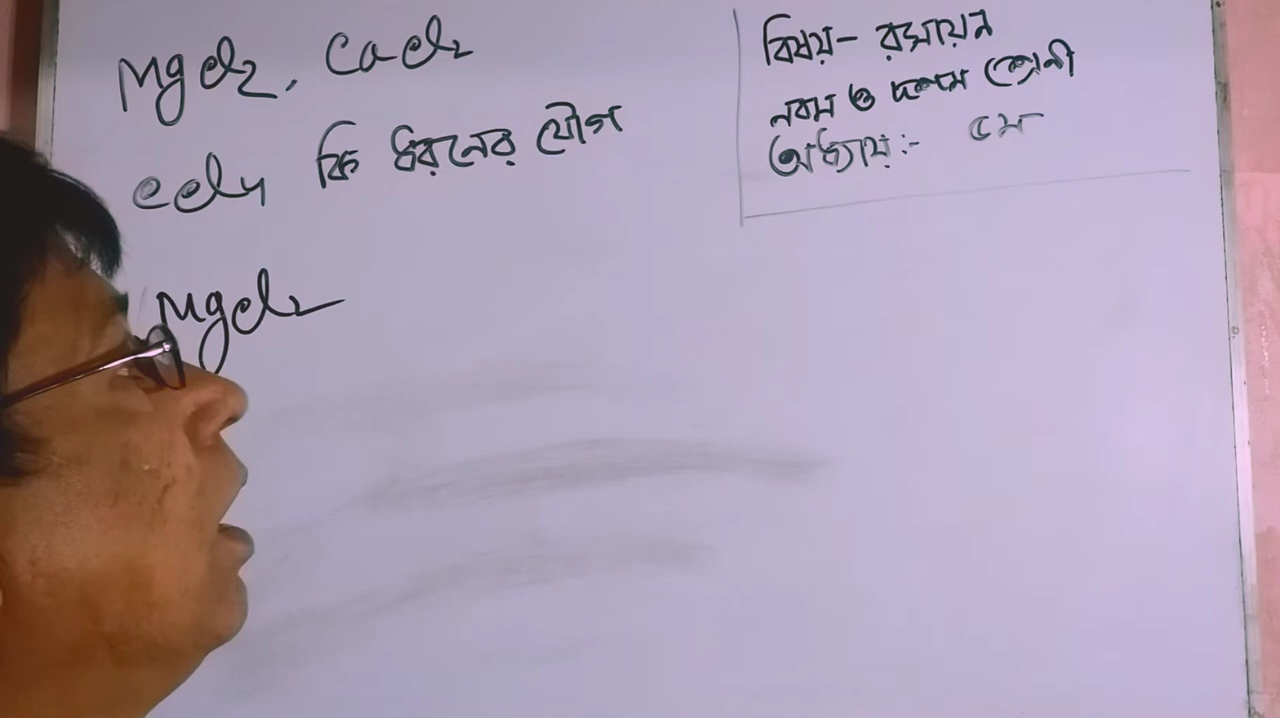 MgCl₂, CaCl₂
CCl₄ কি ধরনের যৌগ
MgCl₂
বিষয়- রসায়ন
নবম ও দশম শ্রেনী
অধ্যায়:- ৫ম